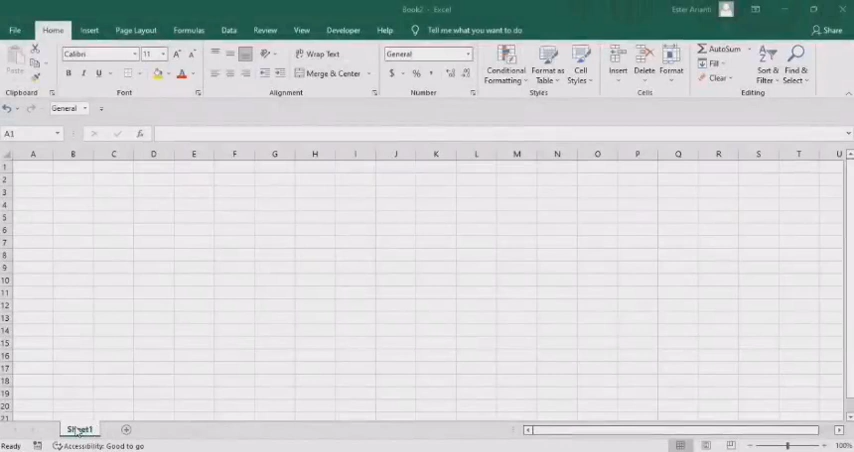 Book2 - Excel
Ester Arianti
File Home Insert Page Layout Formulas Data Review View Developer Help Tell me what you want to do Share
Paste Calibri 11 Wrap Text General Conditional Format as Cell Insert Delete Format AutoSum Sort & Find &
B I U A Merge & Center $ % , Formatting Table Styles Fill Clear Filter Select
Clipboard Font Alignment Number Styles Cells Editing
General
A1 fx
A B C D E F G H I J K L M N O P Q R S T U
1
2
3
4
5
6
7
8
9
10
11
12
13
14
15
16
17
18
19
20
21
Sheet1
Ready Accessibility: Good to go 100%